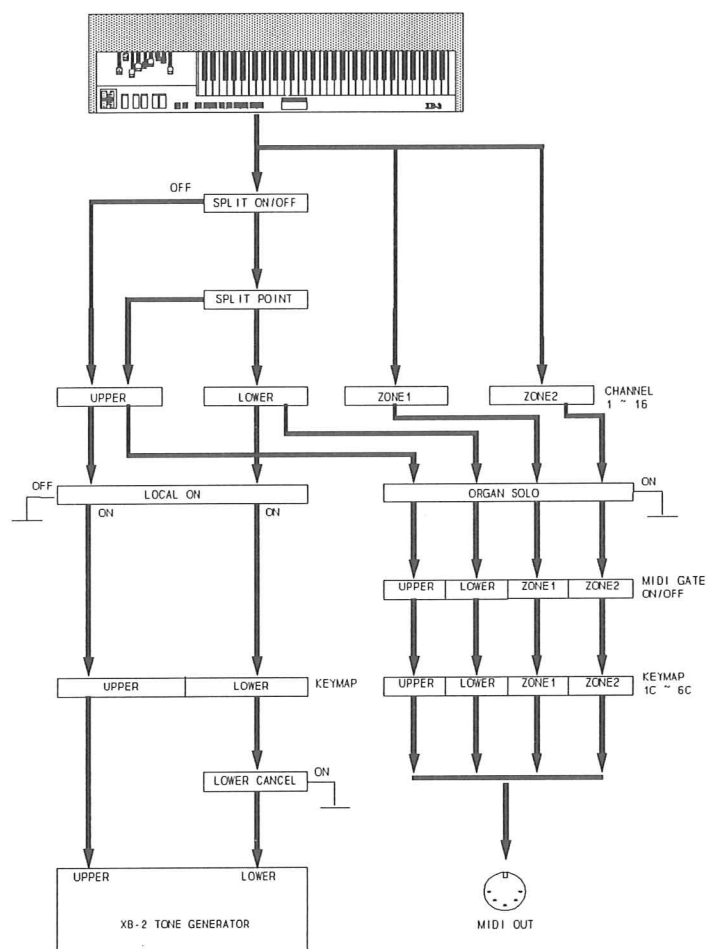 XB-2
OFF
SPLIT ON/OFF
SPLIT POINT
UPPER
LOWER
ZONE1
ZONE2
CHANNEL
1 ~ 16
OFF
LOCAL ON
ORGAN SOLO
ON
ON
ON
UPPER
LOWER
ZONE1
ZONE2
MIDI GATE
ON/OFF
UPPER
LOWER
KEYMAP
UPPER
LOWER
ZONE1
ZONE2
KEYMAP
1C ~ 6C
LOWER CANCEL
ON
UPPER
LOWER
XB-2 TONE GENERATOR
MIDI OUT